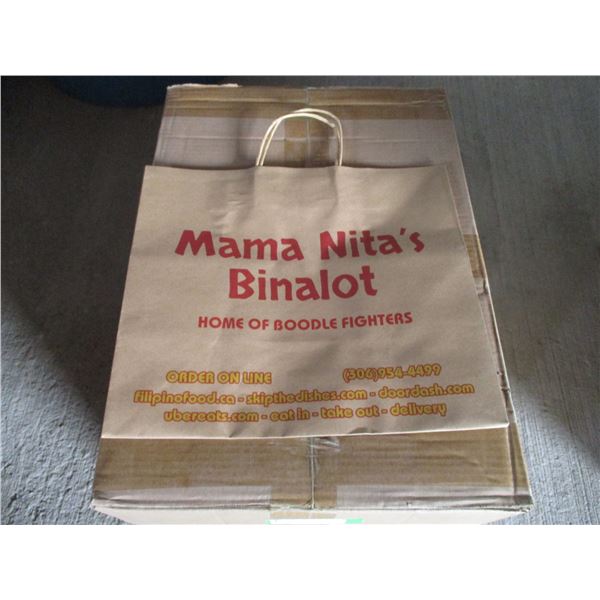 Mama Nita's
Binalot
HOME OF BOODLE FIGHTERS
ORDER ON LINE (306)954-4499
filipinofood.ca - skipthedishes.com - doordash.com
ubereats.com - eat in - take out - delivery